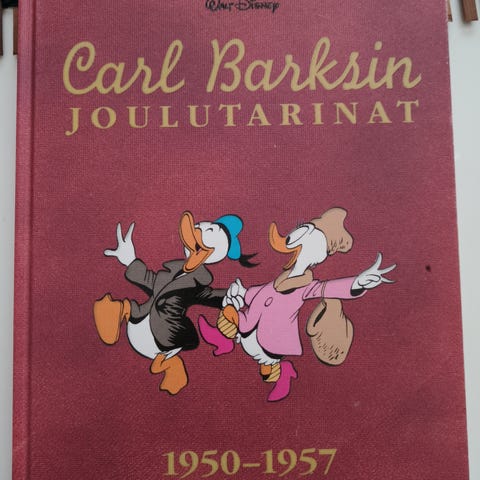 Walt Disney
Carl Barksin
JOULUTARINAT
1950–1957